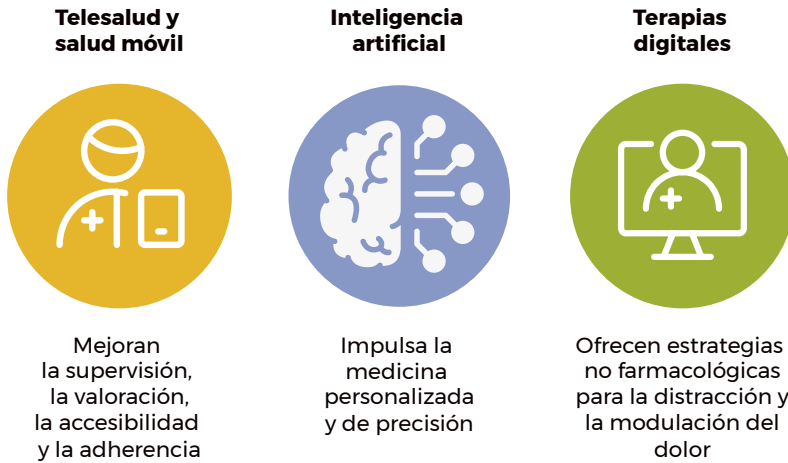 Telesalud y
salud móvil
Mejoran
la supervisión,
la valoración,
la accesibilidad
y la adherencia
Inteligencia
artificial
Impulsa la
medicina
personalizada
y de precisión
Terapias
digitales
Ofrecen estrategias
no farmacológicas
para la distracción y
la modulación del
dolor